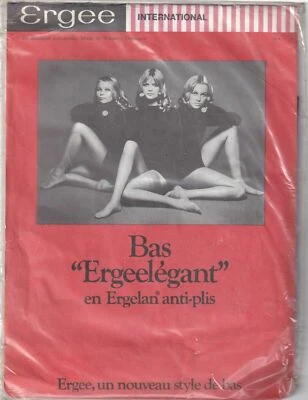 Ergee
INTERNATIONAL
Bas
“Ergeelégant”
en Ergelan® anti-plis
Ergee, un nouveau style de bas